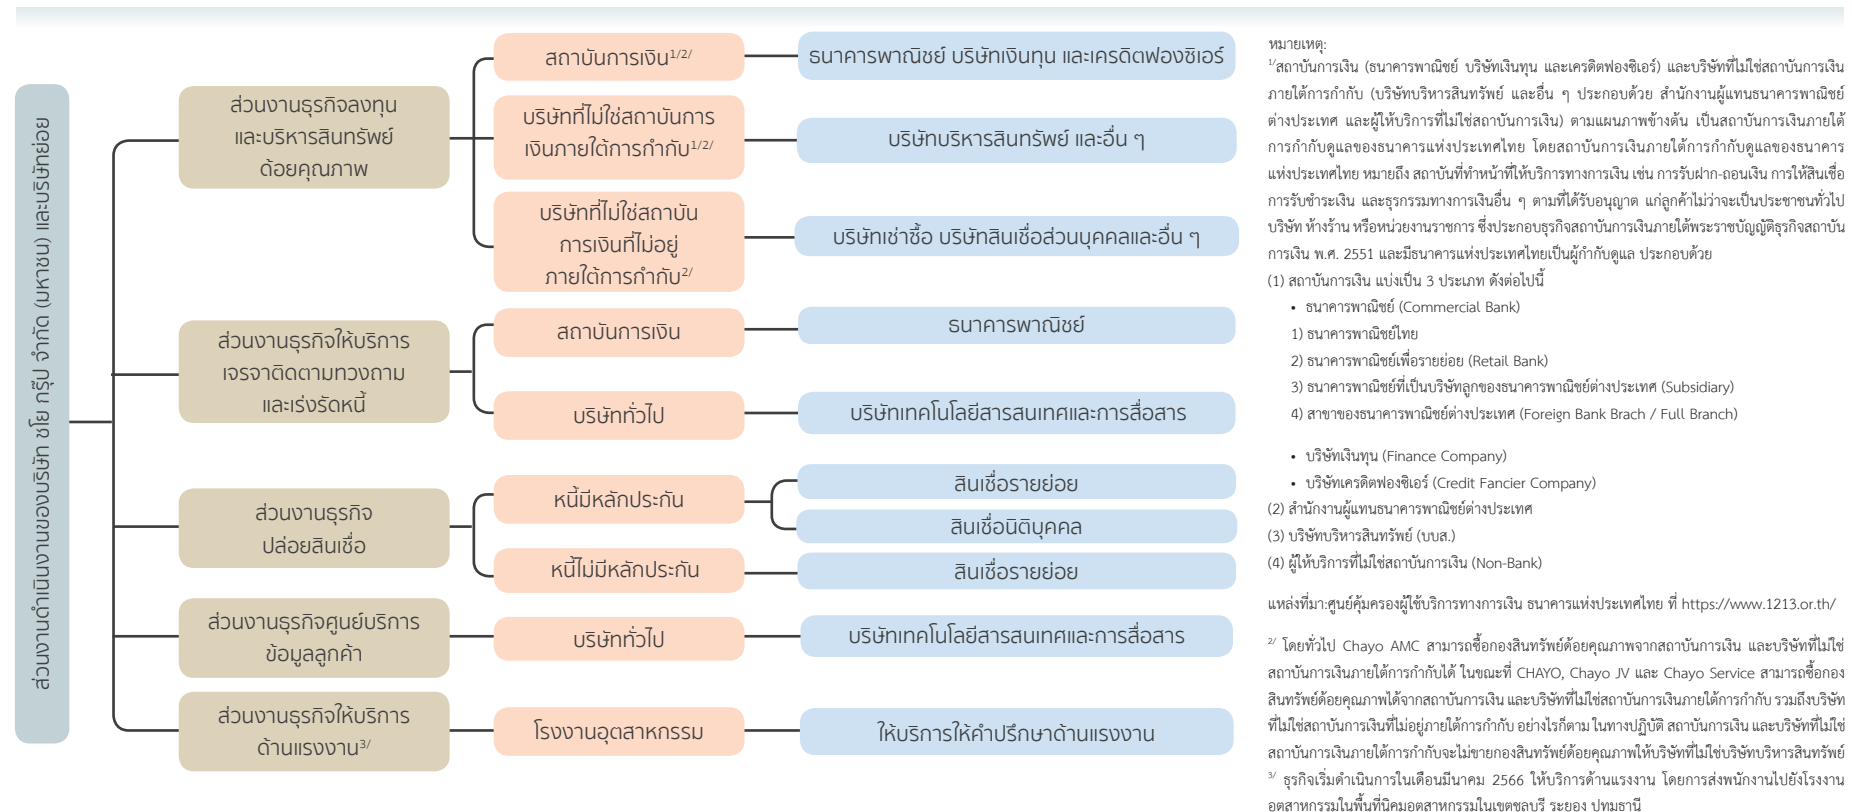 ส่วนงานดำเนินงานของบริษัท ชโย กรุ๊ป จำกัด (มหาชน) และบริษัทย่อย
ส่วนงานธุรกิจลงทุน
และบริหารสินทรัพย์
ด้อยคุณภาพ
สถาบันการเงิน1/2/
ธนาคารพาณิชย์ บริษัทเงินทุน และเครดิตฟองซิเอร์
บริษัทที่ไม่ใช่สถาบันการ
เงินภายใต้การกำกับ1/2/
บริษัทบริหารสินทรัพย์ และอื่น ๆ
บริษัทที่ไม่ใช่สถาบัน
การเงินที่ไม่อยู่
ภายใต้การกำกับ2/
บริษัทเช่าซื้อ บริษัทสินเชื่อส่วนบุคคลและอื่น ๆ
ส่วนงานธุรกิจให้บริการ
เจรจาติดตามทวงถาม
และเร่งรัดหนี้
สถาบันการเงิน
ธนาคารพาณิชย์
บริษัททั่วไป
บริษัทเทคโนโลยีสารสนเทศและการสื่อสาร
ส่วนงานธุรกิจ
ปล่อยสินเชื่อ
หนี้มีหลักประกัน
สินเชื่อรายย่อย
สินเชื่อนิติบุคคล
หนี้ไม่มีหลักประกัน
สินเชื่อรายย่อย
ส่วนงานธุรกิจศูนย์บริการ
ข้อมูลลูกค้า
บริษัททั่วไป
บริษัทเทคโนโลยีสารสนเทศและการสื่อสาร
ส่วนงานธุรกิจให้บริการ
ด้านแรงงาน3/
โรงงานอุตสาหกรรม
ให้บริการให้คำปรึกษาด้านแรงงาน
หมายเหตุ:
1/สถาบันการเงิน (ธนาคารพาณิชย์ บริษัทเงินทุน และเครดิตฟองซิเอร์) และบริษัทที่ไม่ใช่สถาบันการเงิน
ภายใต้การกำกับ (บริษัทบริหารสินทรัพย์ และอื่น ๆ ประกอบด้วย สำนักงานผู้แทนธนาคารพาณิชย์
ต่างประเทศ และผู้ให้บริการที่ไม่ใช่สถาบันการเงิน) ตามแผนภาพข้างต้น เป็นสถาบันการเงินภายใต้
การกำกับดูแลของธนาคารแห่งประเทศไทย โดยสถาบันการเงินภายใต้การกำกับดูแลของธนาคาร
แห่งประเทศไทย หมายถึง สถาบันที่ทำหน้าที่ให้บริการทางการเงิน เช่น การรับฝาก-ถอนเงิน การให้สินเชื่อ
การรับชำระเงิน และธุรกรรมทางการเงินอื่น ๆ ตามที่ได้รับอนุญาต แก่ลูกค้าไม่ว่าจะเป็นประชาชนทั่วไป
บริษัท ห้างร้าน หรือหน่วยงานราชการ ซึ่งประกอบธุรกิจสถาบันการเงินภายใต้พระราชบัญญัติธุรกิจสถาบัน
การเงิน พ.ศ. 2551 และมีธนาคารแห่งประเทศไทยเป็นผู้กำกับดูแล ประกอบด้วย
(1) สถาบันการเงิน แบ่งเป็น 3 ประเภท ดังต่อไปนี้
• ธนาคารพาณิชย์ (Commercial Bank)
1) ธนาคารพาณิชย์ไทย
2) ธนาคารพาณิชย์เพื่อรายย่อย (Retail Bank)
3) ธนาคารพาณิชย์ที่เป็นบริษัทลูกของธนาคารพาณิชย์ต่างประเทศ (Subsidiary)
4) สาขาของธนาคารพาณิชย์ต่างประเทศ (Foreign Bank Brach / Full Branch)
• บริษัทเงินทุน (Finance Company)
• บริษัทเครดิตฟองซิเอร์ (Credit Fancier Company)
(2) สำนักงานผู้แทนธนาคารพาณิชย์ต่างประเทศ
(3) บริษัทบริหารสินทรัพย์ (บบส.)
(4) ผู้ให้บริการที่ไม่ใช่สถาบันการเงิน (Non-Bank)
แหล่งที่มา:ศูนย์คุ้มครองผู้ใช้บริการทางการเงิน ธนาคารแห่งประเทศไทย ที่ https://www.1213.or.th/
2/ โดยทั่วไป Chayo AMC สามารถซื้อกองสินทรัพย์ด้อยคุณภาพจากสถาบันการเงิน และบริษัทที่ไม่ใช่
สถาบันการเงินภายใต้การกำกับได้ ในขณะที่ CHAYO, Chayo JV และ Chayo Service สามารถซื้อกอง
สินทรัพย์ด้อยคุณภาพได้จากสถาบันการเงิน และบริษัทที่ไม่ใช่สถาบันการเงินภายใต้การกำกับ รวมถึงบริษัท
ที่ไม่ใช่สถาบันการเงินที่ไม่อยู่ภายใต้การกำกับ อย่างไรก็ตาม ในทางปฏิบัติ สถาบันการเงิน และบริษัทที่ไม่ใช่
สถาบันการเงินภายใต้การกำกับจะไม่ขายกองสินทรัพย์ด้อยคุณภาพให้บริษัทที่ไม่ใช่บริษัทบริหารสินทรัพย์
3/ ธุรกิจเริ่มดำเนินการในเดือนมีนาคม 2566 ให้บริการด้านแรงงาน โดยการส่งพนักงานไปยังโรงงาน
อุตสาหกรรมในพื้นที่นิคมอุตสาหกรรมในเขตชลบุรี ระยอง ปทุมธานี